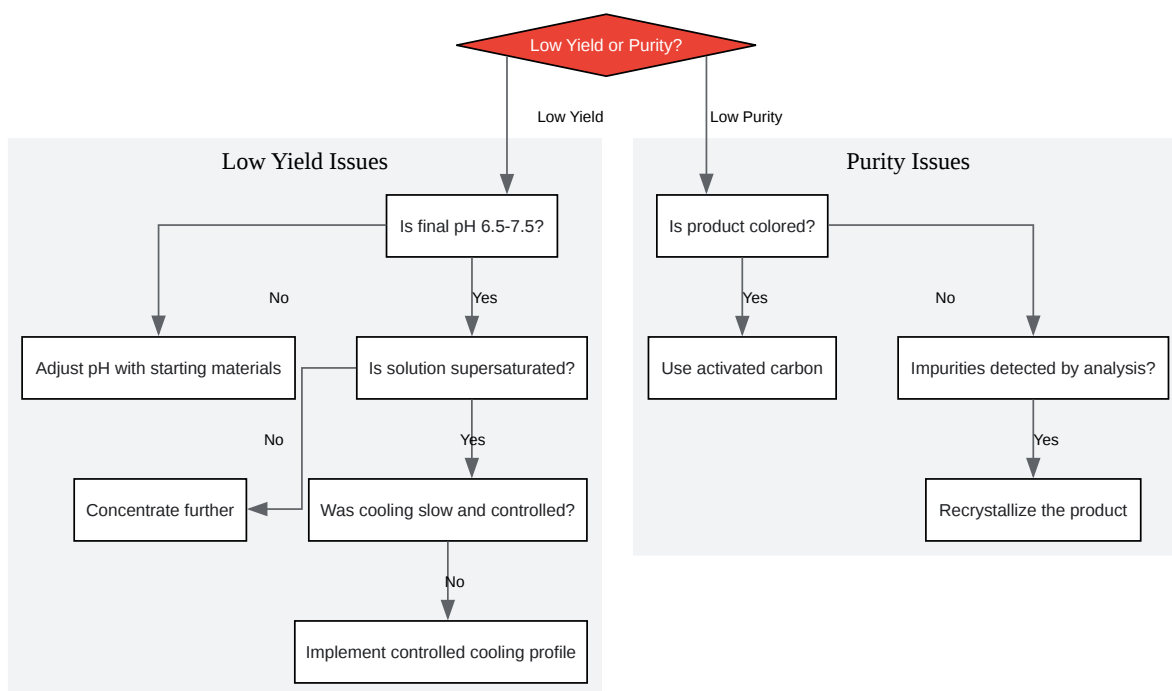 Low Yield or Purity?
Low Yield
Low Purity
Low Yield Issues
Purity Issues
Is final pH 6.5-7.5?
Is product colored?
No
Yes
Yes
No
Adjust pH with starting materials
Is solution supersaturated?
Use activated carbon
Impurities detected by analysis?
No
Yes
Yes
Concentrate further
Was cooling slow and controlled?
Recrystallize the product
No
Implement controlled cooling profile